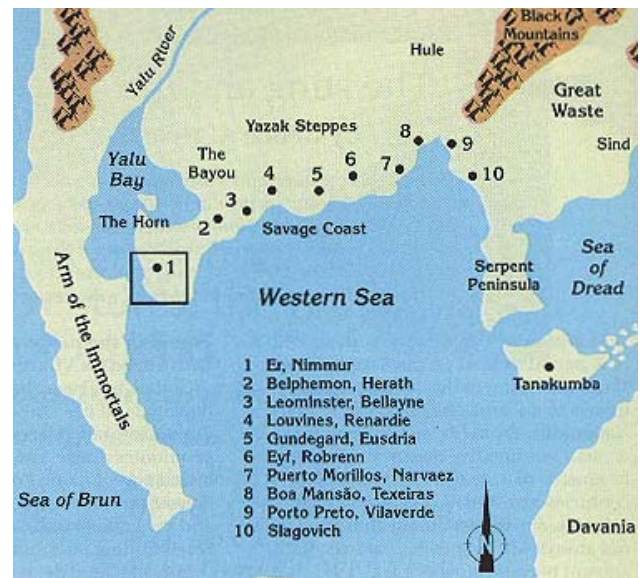 Black
Mountains
Yalu River
Hule
Great
Waste
Yazak Steppes
8
9
Sind
Yalu
Bay
The
Bayou
4
5
6
7
10
3
The Horn
2
Savage Coast
1
Arm of the Immortals
Western Sea
Serpent
Peninsula
Sea
of
Dread
1 Er, Nimmur
2 Belphemon, Herath
3 Leominster, Bellayne
4 Louvines, Renardie
5 Gundegard, Eusdria
6 Eyf, Robrenn
7 Puerto Morillos, Narvaez
8 Boa Mansão, Texeiras
9 Porto Preto, Vilaverde
10 Slagovich
Tanakumba
Sea of Brun
N
Davania